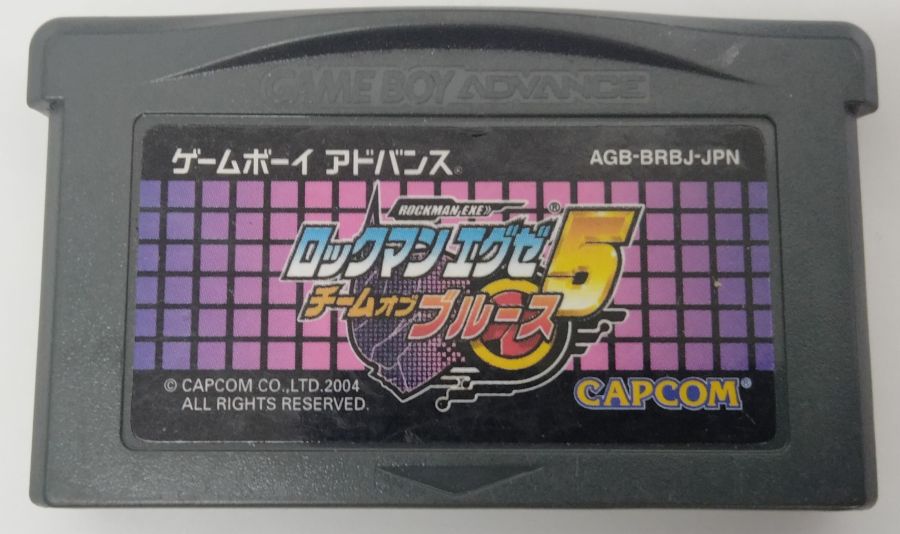 GAME BOY ADVANCE
ゲームボーイ アドバンス®
AGB-BRBJ-JPN
ROCKMAN.EXE
ロックマン エグゼ® 5
チームオブ ブルース
© CAPCOM CO.,LTD.2004
ALL RIGHTS RESERVED.
CAPCOM®